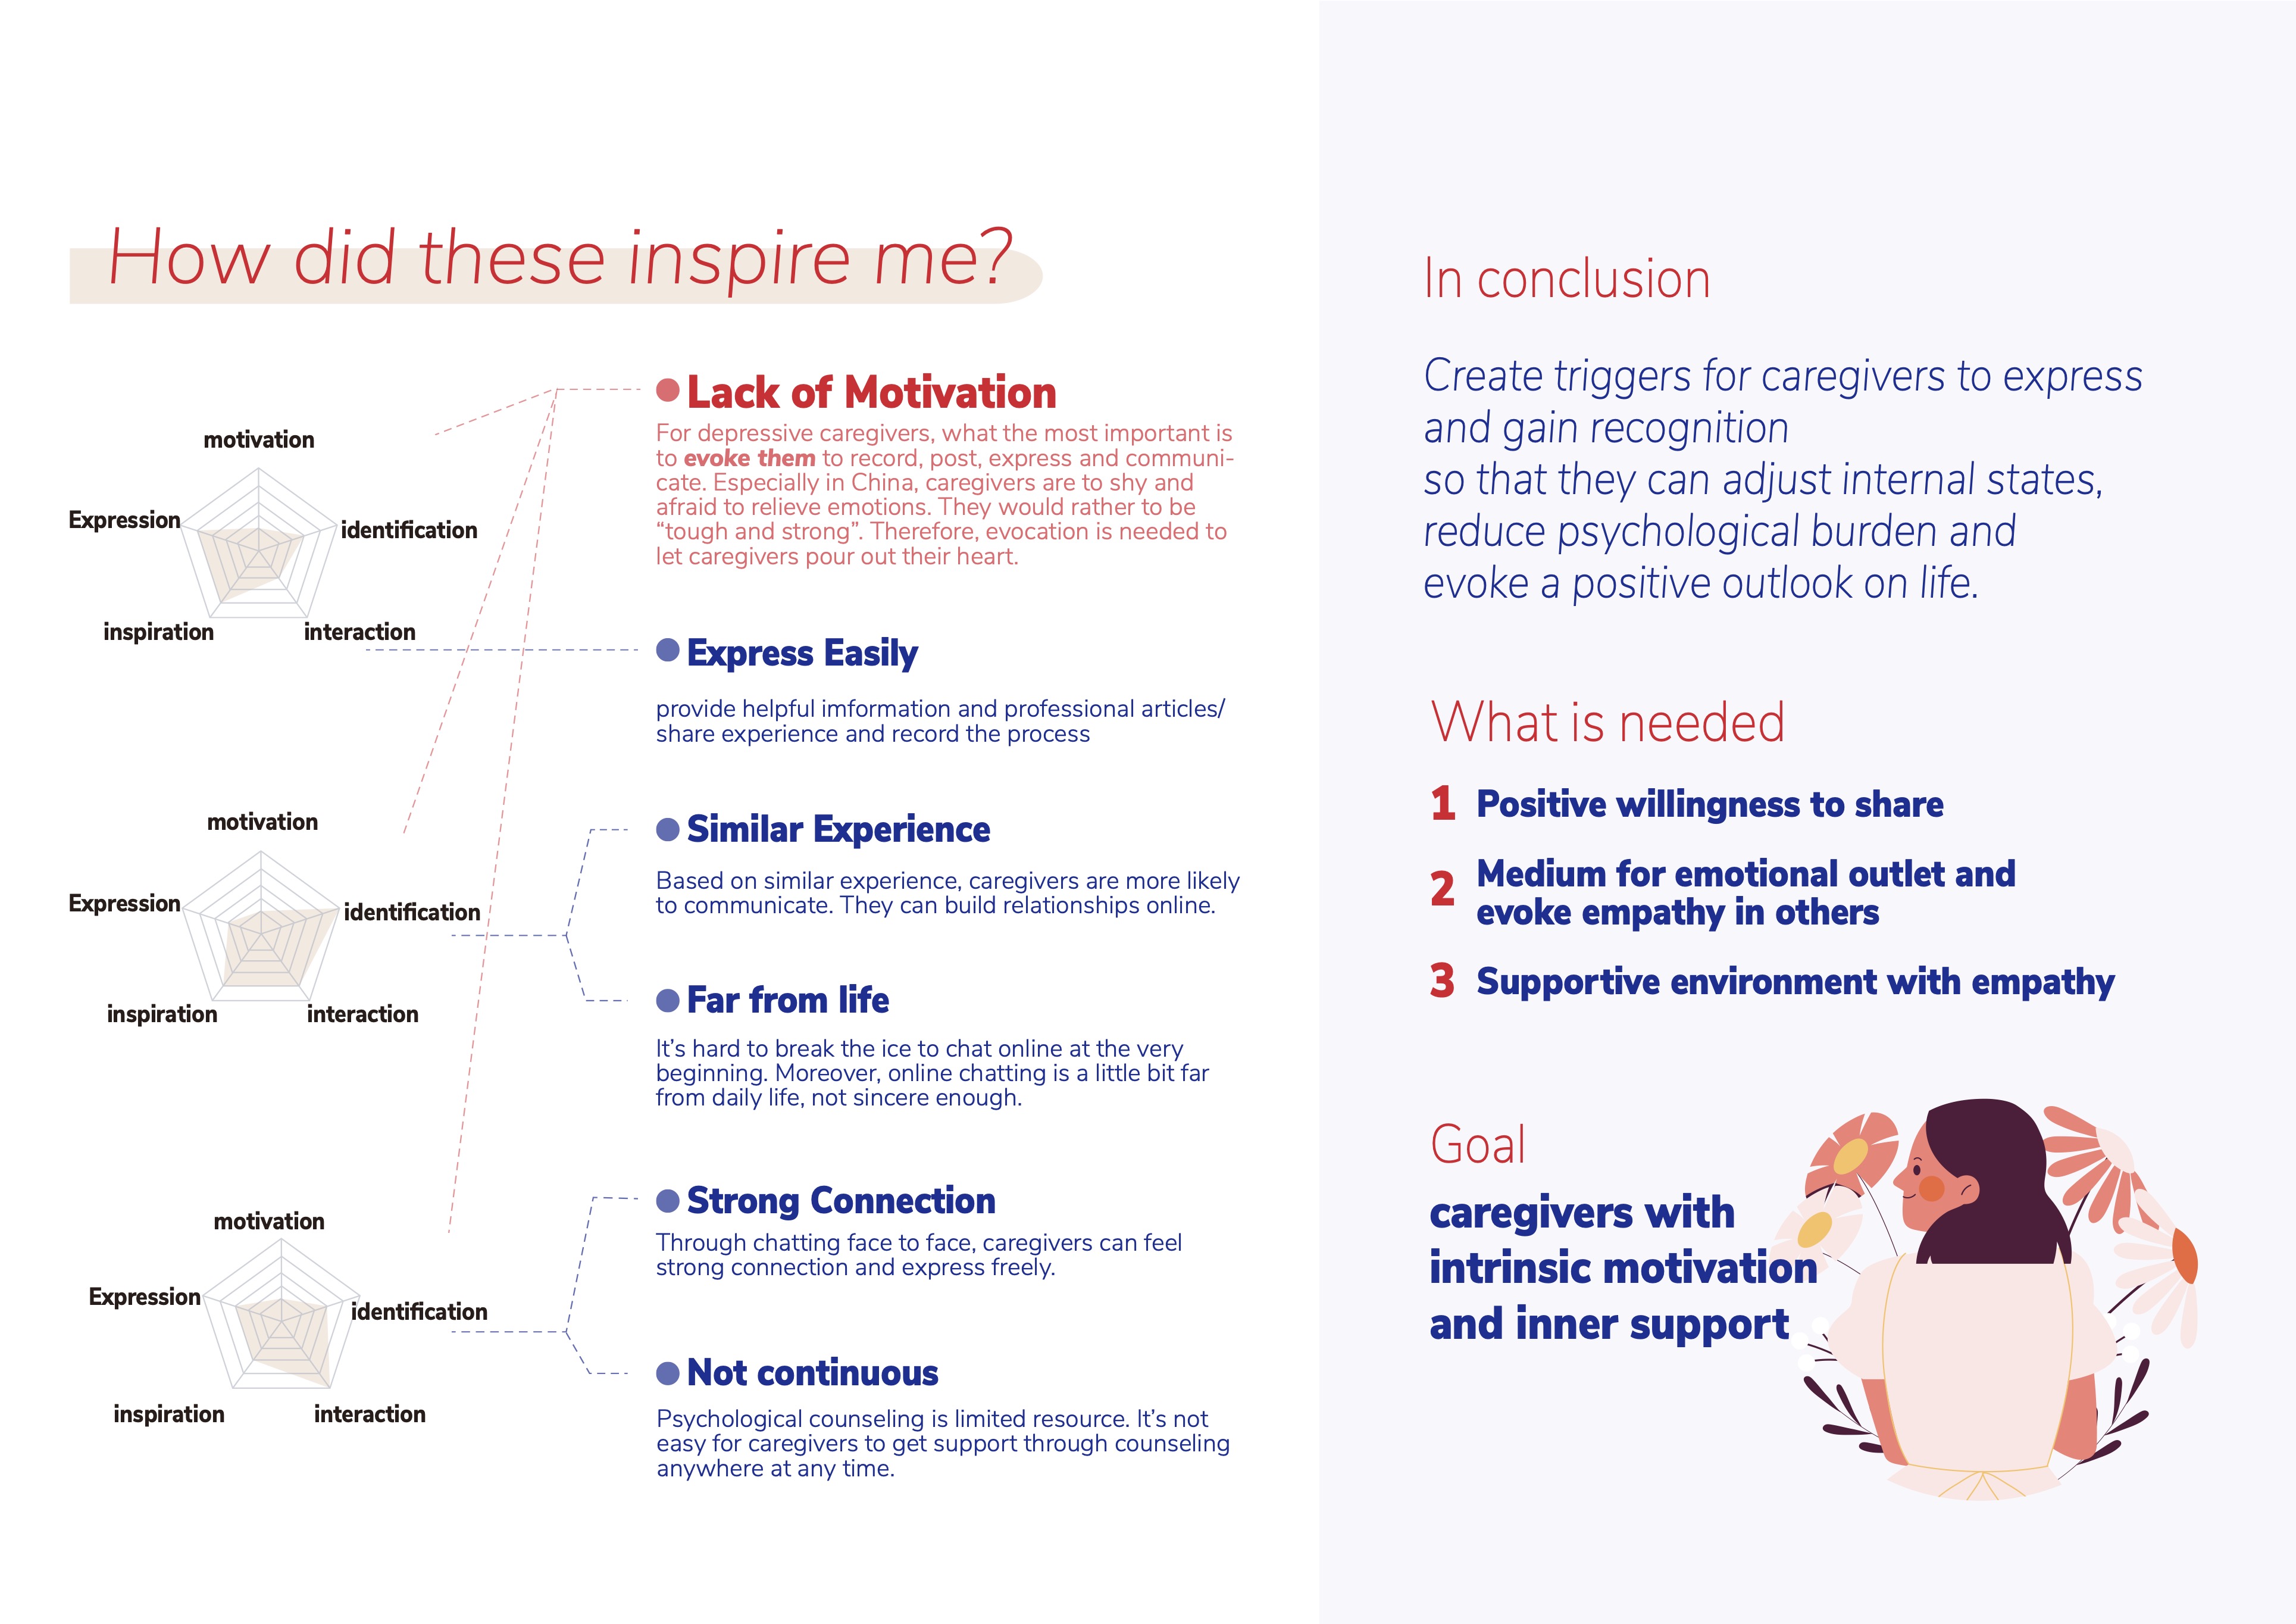 How did these inspire me?
motivation
Expression
identification
inspiration
interaction
motivation
Expression
identification
inspiration
interaction
motivation
Expression
identification
inspiration
interaction
Lack of Motivation
For depressive caregivers, what the most important is
to evoke them to record, post, express and communi-
cate. Especially in China, caregivers are to shy and
afraid to relieve emotions. They would rather to be
“tough and strong”. Therefore, evocation is needed to
let caregivers pour out their heart.
Express Easily
provide helpful imformation and professional articles/
share experience and record the process
Similar Experience
Based on similar experience, caregivers are more likely
to communicate. They can build relationships online.
Far from life
It’s hard to break the ice to chat online at the very
beginning. Moreover, online chatting is a little bit far
from daily life, not sincere enough.
Strong Connection
Through chatting face to face, caregivers can feel
strong connection and express freely.
Not continuous
Psychological counseling is limited resource. It’s not
easy for caregivers to get support through counseling
anywhere at any time.
In conclusion
Create triggers for caregivers to express
and gain recognition
so that they can adjust internal states,
reduce psychological burden and
evoke a positive outlook on life.
What is needed
1 Positive willingness to share
2 Medium for emotional outlet and
evoke empathy in others
3 Supportive environment with empathy
Goal
caregivers with
intrinsic motivation
and inner support